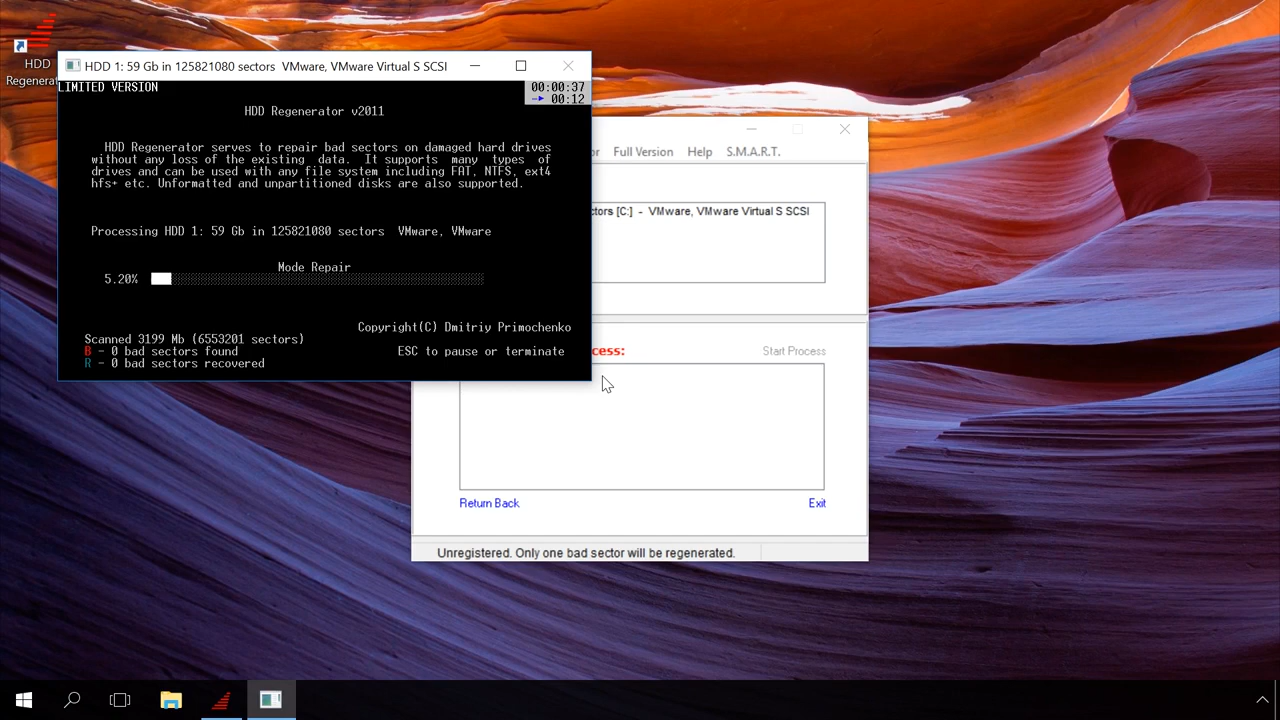 HDD
Regenerat
HDD 1: 59 Gb in 125821080 sectors VMware, VMware Virtual S SCSI
LIMITED VERSION
00:00:37
00:12
HDD Regenerator v2011
HDD Regenerator serves to repair bad sectors on damaged hard drives
without any loss of the existing data. It supports many types of
drives and can be used with any file system including FAT, NTFS, ext4
hfs+ etc. Unformatted and unpartitioned disks are also supported.
Processing HDD 1: 59 Gb in 125821080 sectors VMware, VMware
Mode Repair
5.20%
Copyright(C) Dmitriy Primochenko
Scanned 3199 Mb (6553201 sectors)
B - 0 bad sectors found
ESC to pause or terminate
R - 0 bad sectors recovered
or Full Version Help S.M.A.R.T.
ctors [C:] - VMware, VMware Virtual S SCSI
cess:
Start Process
Return Back
Exit
Unregistered. Only one bad sector will be regenerated.